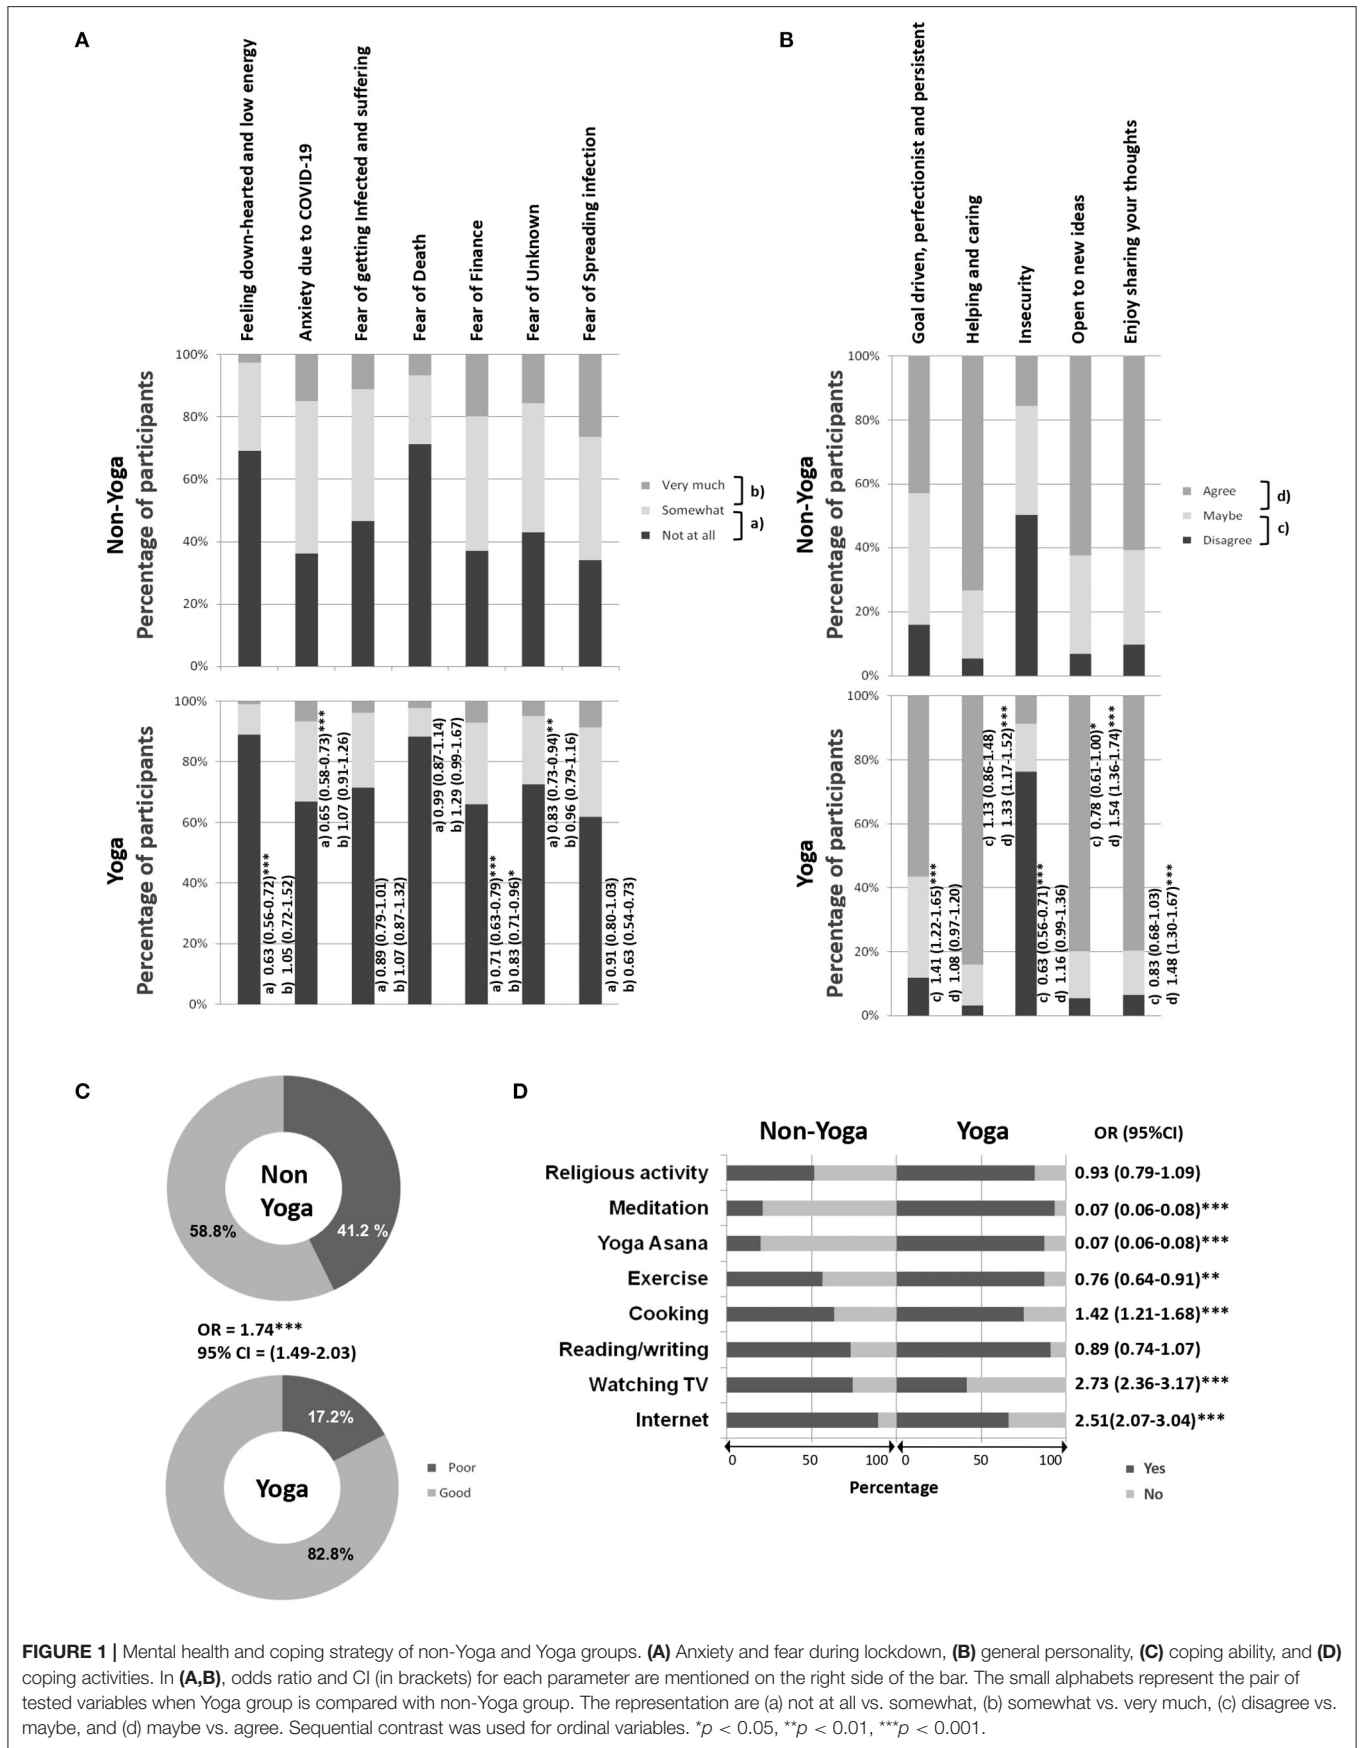 A
Feeling down-hearted and low energy
Anxiety due to COVID-19
Fear of getting Infected and suffering
Fear of Death
Fear of Finance
Fear of Unknown
Fear of Spreading infection
Non-Yoga
Percentage of participants
100%
80%
60%
40%
20%
0%
Very much
Somewhat
Not at all
b)
a)
Yoga
Percentage of participants
100%
80%
60%
40%
20%
0%
a) 0.63 (0.56-0.72)***
b) 1.05 (0.72-1.52)
a) 0.65 (0.58-0.73)***
b) 1.07 (0.91-1.26)
a) 0.89 (0.79-1.01)
b) 1.07 (0.87-1.32)
a) 0.99 (0.87-1.14)
b) 1.29 (0.99-1.67)
a) 0.71 (0.63-0.79)***
b) 0.83 (0.71-0.96)*
a) 0.83 (0.73-0.94)**
b) 0.96 (0.79-1.16)
a) 0.91 (0.80-1.03)
b) 0.63 (0.54-0.73)
B
Goal driven, perfectionist and persistent
Helping and caring
Insecurity
Open to new ideas
Enjoy sharing your thoughts
Non-Yoga
Percentage of participants
100%
80%
60%
40%
20%
0%
Agree
Maybe
Disagree
d)
c)
Yoga
Percentage of participants
100%
80%
60%
40%
20%
0%
c) 1.41 (1.22-1.65)***
d) 1.08 (0.97-1.20)
c) 1.13 (0.86-1.48)
d) 1.33 (1.17-1.52)***
c) 0.63 (0.56-0.71)***
d) 1.16 (0.99-1.36)
c) 0.78 (0.61-1.00)*
d) 1.54 (1.36-1.74)***
c) 0.83 (0.68-1.03)
d) 1.48 (1.30-1.67)***
C
Non
Yoga
58.8%
41.2 %
OR = 1.74***
95% CI = (1.49-2.03)
17.2%
Yoga
82.8%
Poor
Good
D
Non-Yoga Yoga OR (95%CI)
Religious activity 0.93 (0.79-1.09)
Meditation 0.07 (0.06-0.08)***
Yoga Asana 0.07 (0.06-0.08)***
Exercise 0.76 (0.64-0.91)**
Cooking 1.42 (1.21-1.68)***
Reading/writing 0.89 (0.74-1.07)
Watching TV 2.73 (2.36-3.17)***
Internet 2.51(2.07-3.04)***
0 50 100 0 50 100
Percentage
Yes
No
FIGURE 1 | Mental health and coping strategy of non-Yoga and Yoga groups. (A) Anxiety and fear during lockdown, (B) general personality, (C) coping ability, and (D)
coping activities. In (A,B), odds ratio and CI (in brackets) for each parameter are mentioned on the right side of the bar. The small alphabets represent the pair of
tested variables when Yoga group is compared with non-Yoga group. The representation are (a) not at all vs. somewhat, (b) somewhat vs. very much, (c) disagree vs.
maybe, and (d) maybe vs. agree. Sequential contrast was used for ordinal variables. *p < 0.05, **p < 0.01, ***p < 0.001.